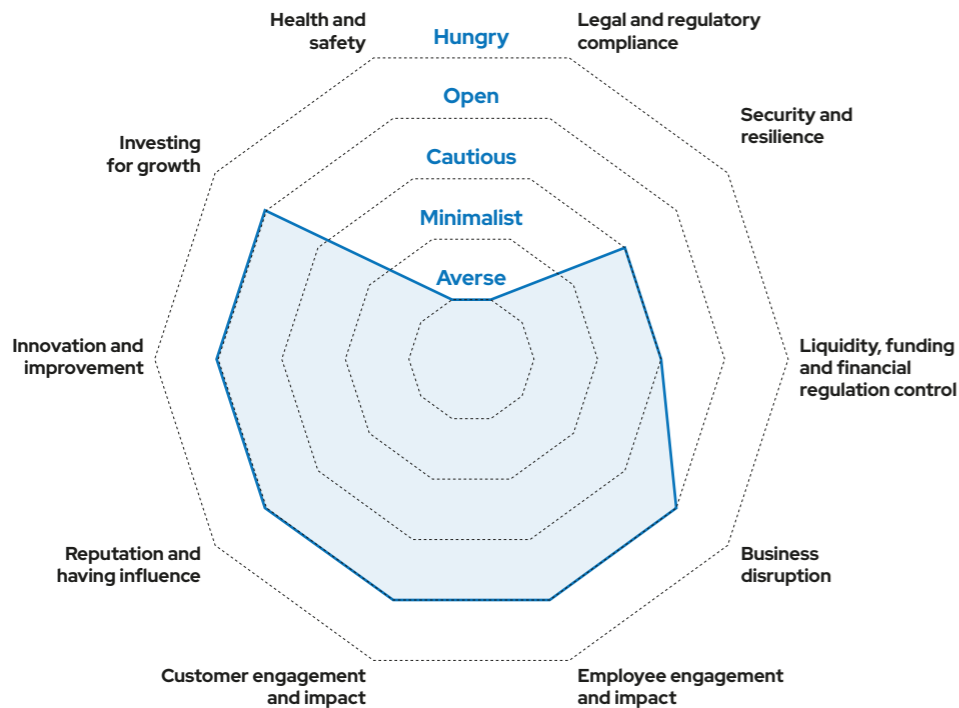 Health and
safety
Hungry
Legal and regulatory
compliance
Open
Security and
resilience
Investing
for growth
Cautious
Minimalist
Averse
Innovation and
improvement
Liquidity, funding
and financial
regulation control
Reputation and
having influence
Business
disruption
Customer engagement
and impact
Employee engagement
and impact